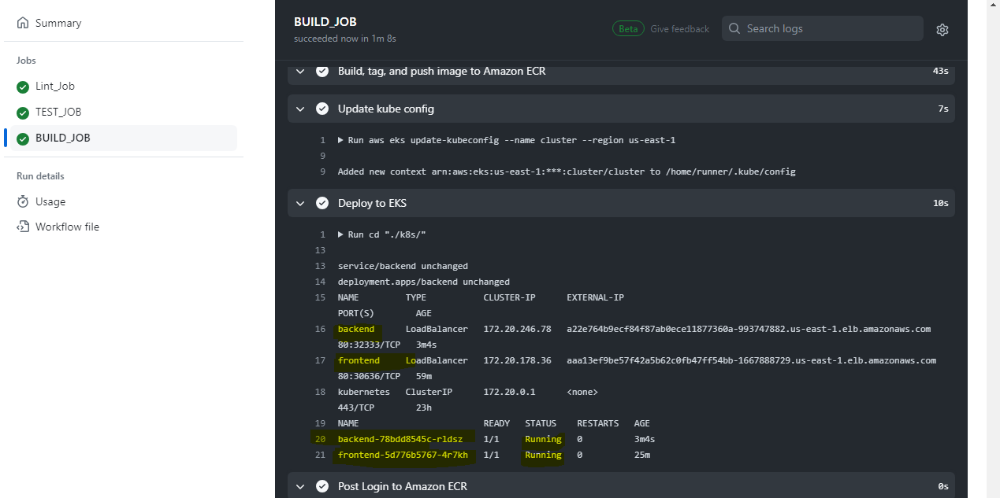 Summary
Jobs
Lint_Job
TEST_JOB
BUILD_JOB
Run details
Usage
Workflow file
BUILD_JOB
succeeded now in 1m 8s
Beta Give feedback
Search logs
Build, tag, and push image to Amazon ECR 43s
Update kube config 7s
1 Run aws eks update-kubeconfig --name cluster --region us-east-1
9
9 Added new context arn:aws:eks:us-east-1:***:cluster/cluster to /home/runner/.kube/config
Deploy to EKS 10s
1 Run cd "./k8s/"
13
13 service/backend unchanged
14 deployment.apps/backend unchanged
15 NAME TYPE CLUSTER-IP EXTERNAL-IP
PORT(S) AGE
16 backend LoadBalancer 172.20.246.78 a22e764b9ecf84f87ab0ece11877360a-993747882.us-east-1.elb.amazonaws.com
80:32333/TCP 3m4s
17 frontend LoadBalancer 172.20.178.36 aaa13ef9be57f42a5b62c0fb47ff54bb-1667888729.us-east-1.elb.amazonaws.com
80:30636/TCP 59m
18 kubernetes ClusterIP 172.20.0.1 <none>
443/TCP 23h
19 NAME READY STATUS RESTARTS AGE
20 backend-78bdd8545c-rldsz 1/1 Running 0 3m4s
21 frontend-5d776b5767-4r7kh 1/1 Running 0 25m
Post Login to Amazon ECR 0s